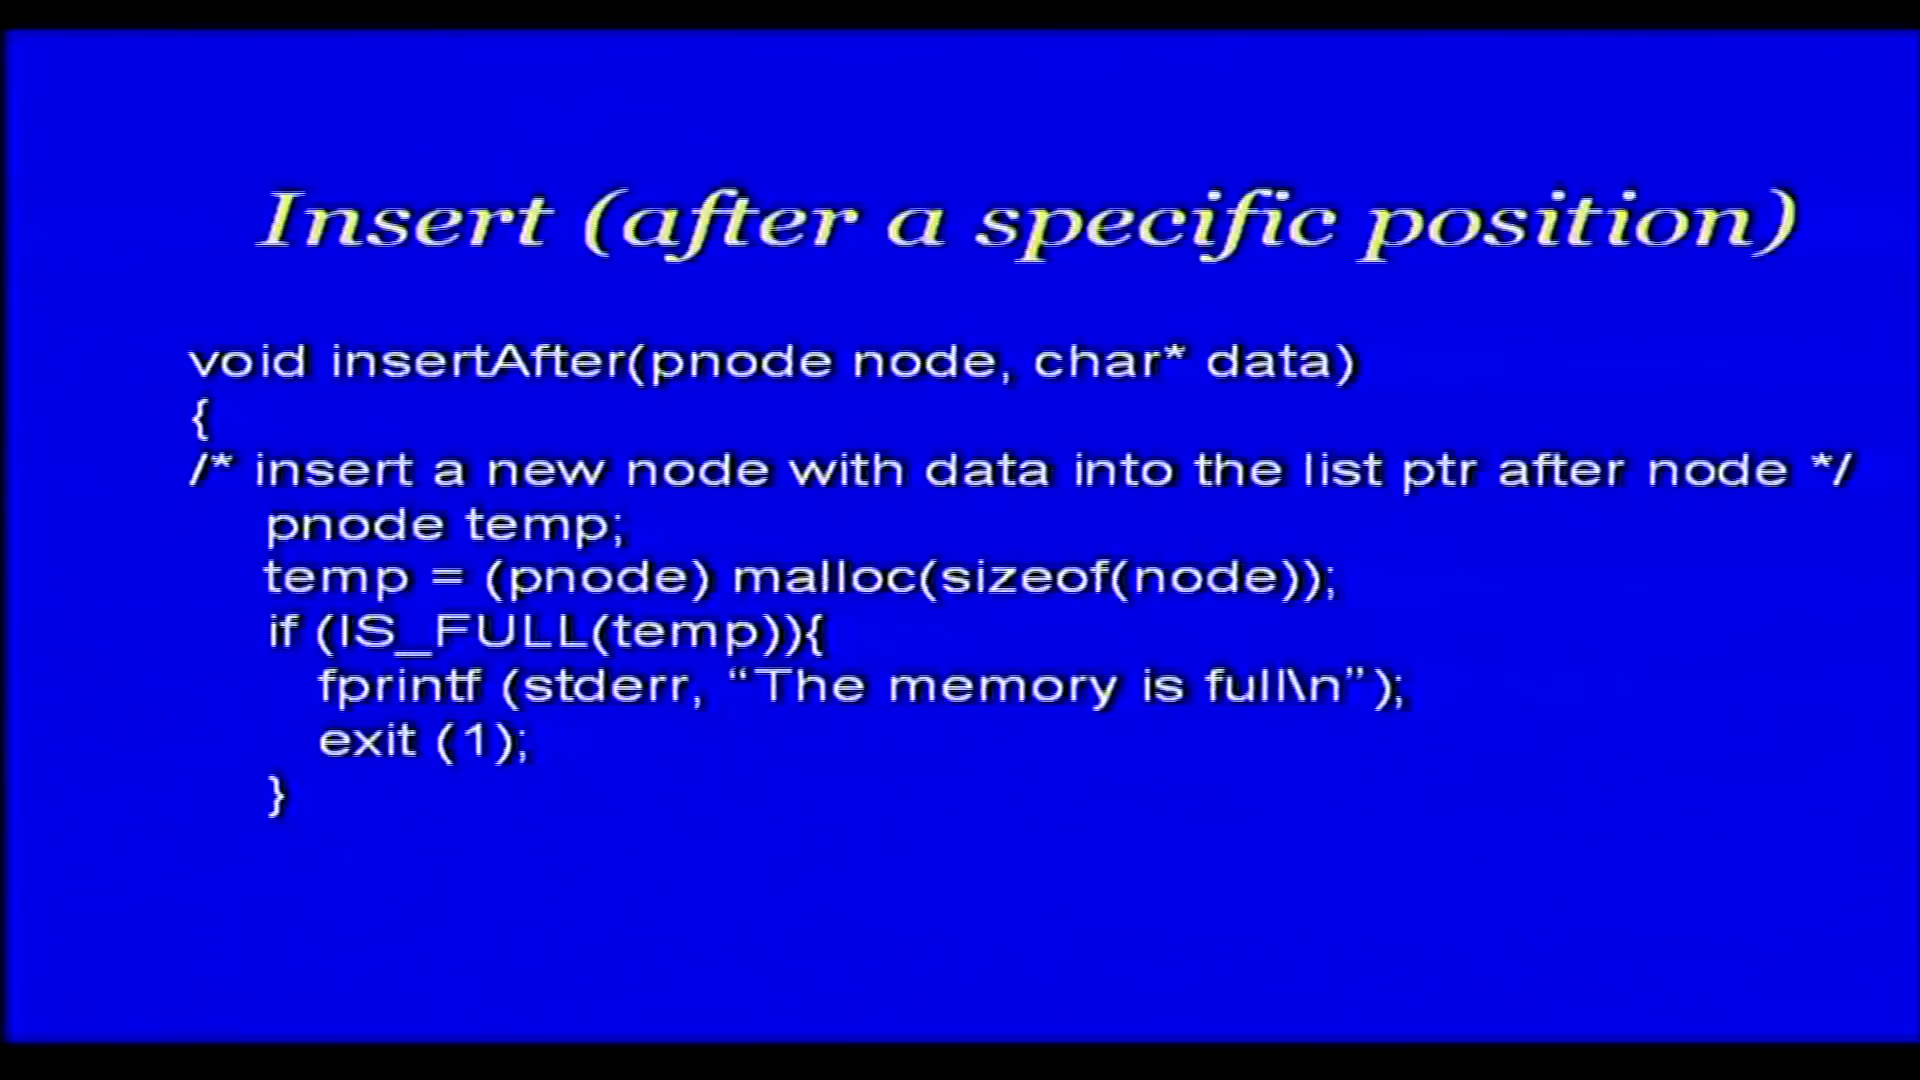 Insert (after a specific position)
void insertAfter(pnode node, char* data)
{
/* insert a new node with data into the list ptr after node */
pnode temp;
temp = (pnode) malloc(sizeof(node));
if (IS_FULL(temp)){
fprintf (stderr, “The memory is full\n”);
exit (1);
}